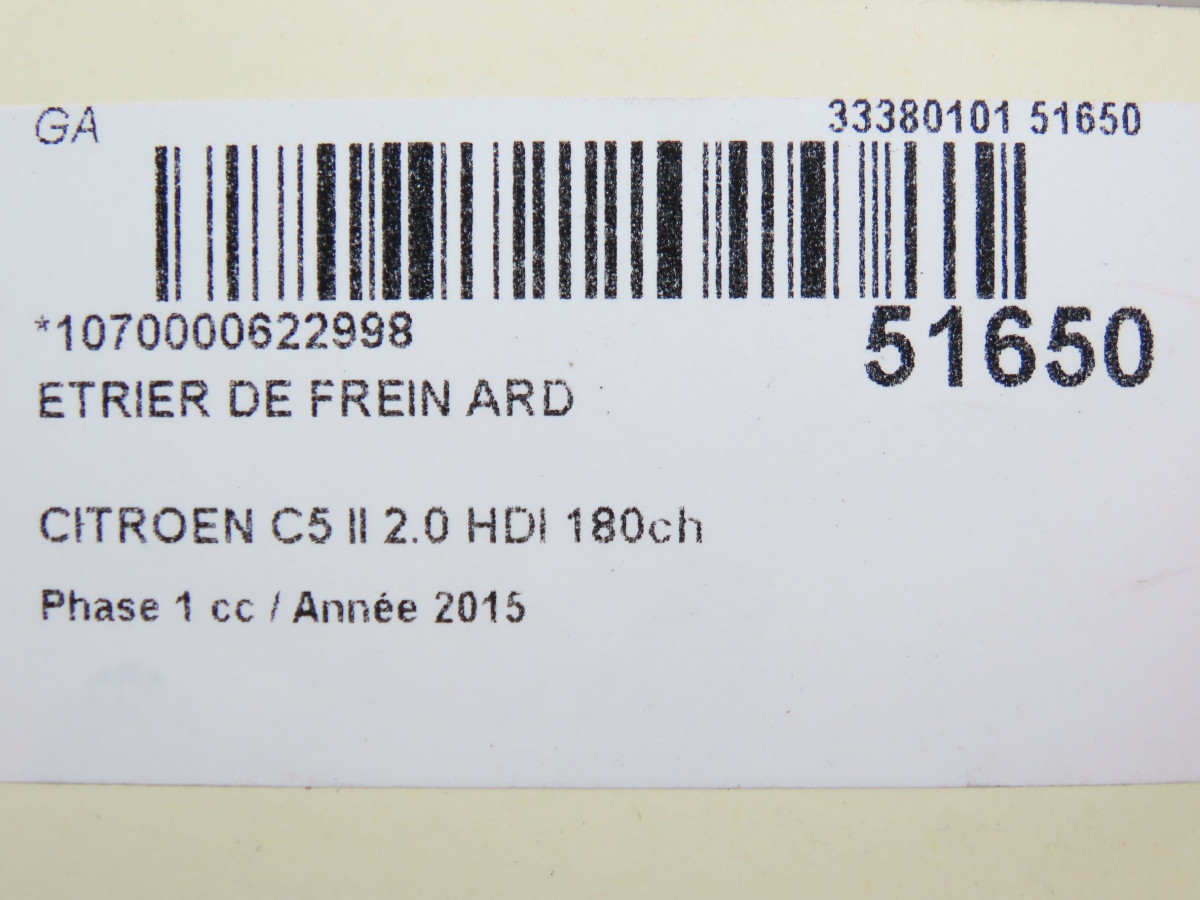 GA 33380101 51650
*1070000622998 51650
ETRIER DE FREIN ARD
CITROEN C5 II 2.0 HDI 180ch
Phase 1 cc / Année 2015